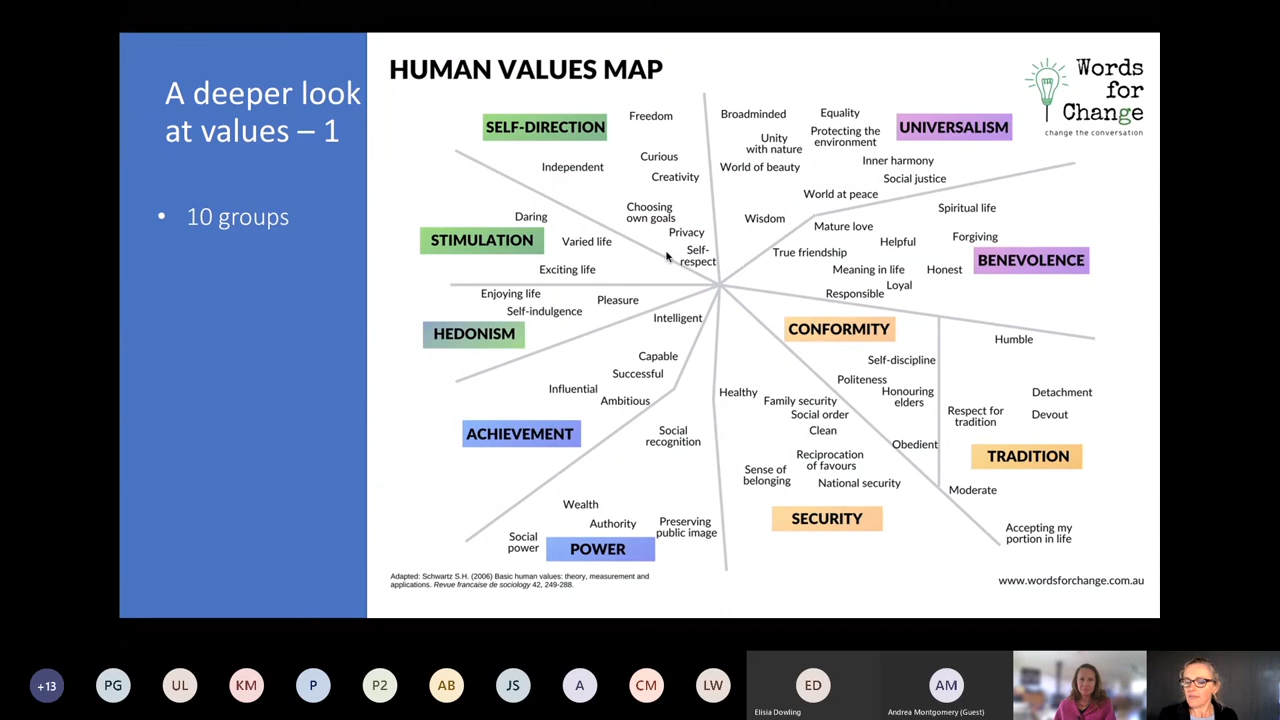 A deeper look
at values – 1
• 10 groups
HUMAN VALUES MAP
Words
for
Change
change the conversation
SELF-DIRECTION
Freedom
Independent
Curious
Creativity
Choosing
own goals
Privacy
Self-
respect
Broadminded
Equality
UNIVERSALISM
Unity
with nature
Protecting the
environment
World of beauty
Inner harmony
Social justice
World at peace
Wisdom
Daring
STIMULATION
Varied life
Exciting life
Spiritual life
Mature love
Forgiving
Helpful
True friendship
BENEVOLENCE
Meaning in life
Honest
Loyal
Responsible
Enjoying life
Pleasure
Self-indulgence
HEDONISM
Intelligent
Capable
Successful
Influential
Ambitious
ACHIEVEMENT
CONFORMITY
Self-discipline
Politeness
Honouring
elders
Obedient
Humble
Detachment
Respect for
tradition
Devout
TRADITION
Moderate
Accepting my
portion in life
Social
recognition
Wealth
Authority
Preserving
public image
Social
power
POWER
Healthy
Family security
Social order
Clean
Reciprocation
of favours
Sense of
belonging
National security
SECURITY
Adapted: Schwartz S.H. (2006) Basic human values: theory, measurement and
applications. Revue francaise de sociology 42, 249-288.
www.wordsforchange.com.au
+13
PG
UL
KM
P
P2
AB
JS
A
CM
LW
ED
Elisia Dowling
AM
Andrea Montgomery (Guest)